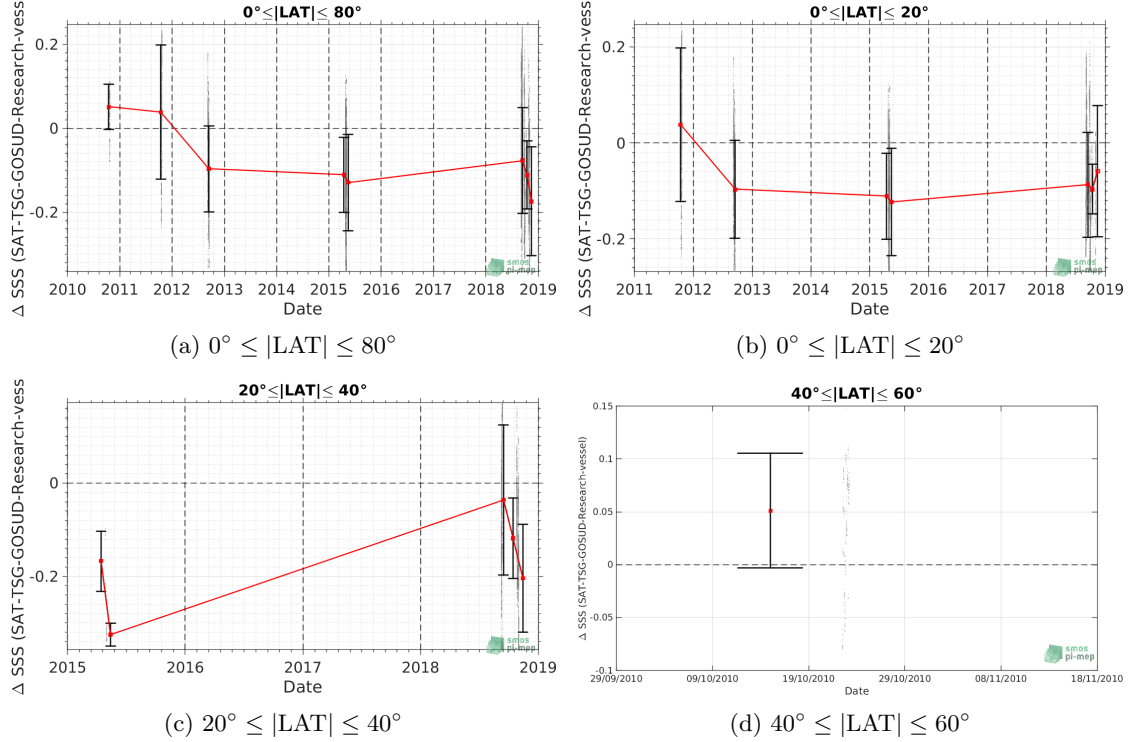 0°≤|LAT|≤ 80°
Δ SSS (SAT-TSG-GOSUD-Research-vess
0.2
0
-0.2
2010 2011 2012 2013 2014 2015 2016 2017 2018 2019
Date
smos
pi-mep
(a) 0° ≤ |LAT| ≤ 80°
0°≤|LAT|≤ 20°
Δ SSS (SAT-TSG-GOSUD-Research-vess
0.2
0
-0.2
2011 2012 2013 2014 2015 2016 2017 2018 2019
Date
smos
pi-mep
(b) 0° ≤ |LAT| ≤ 20°
20°≤|LAT|≤ 40°
Δ SSS (SAT-TSG-GOSUD-Research-vess
0
-0.2
2015 2016 2017 2018 2019
Date
smos
pi-mep
(c) 20° ≤ |LAT| ≤ 40°
40°≤|LAT|≤ 60°
Δ SSS (SAT-TSG-GOSUD-Research-vessel)
0.15
0.1
0.05
0
-0.05
-0.1
29/09/2010 09/10/2010 19/10/2010 29/10/2010 08/11/2010 18/11/2010
Date
smos
pi-mep
(d) 40° ≤ |LAT| ≤ 60°